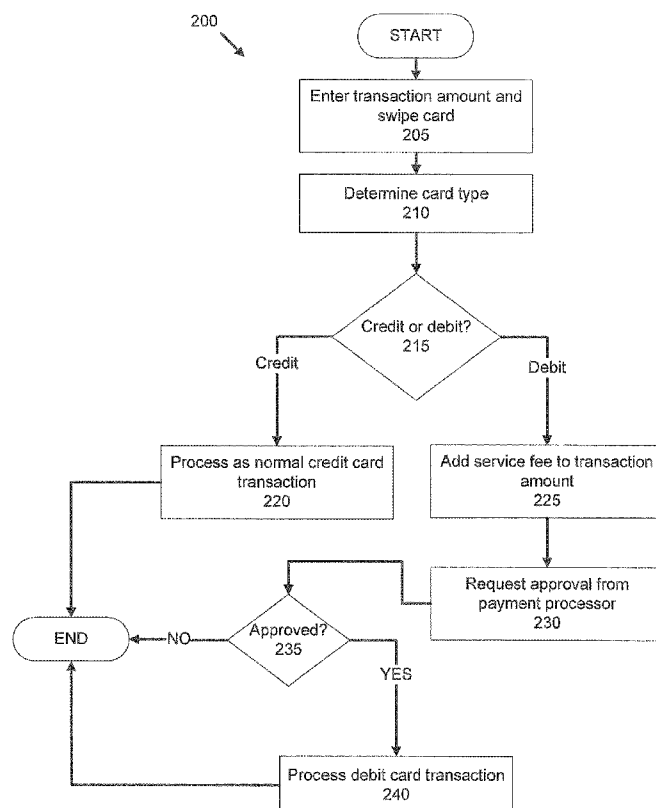 200
START
Enter transaction amount and
swipe card
205
Determine card type
210
Credit or debit?
215
Credit
Debit
Process as normal credit card
transaction
220
Add service fee to transaction
amount
225
Request approval from
payment processor
230
END
NO
Approved?
235
YES
Process debit card transaction
240